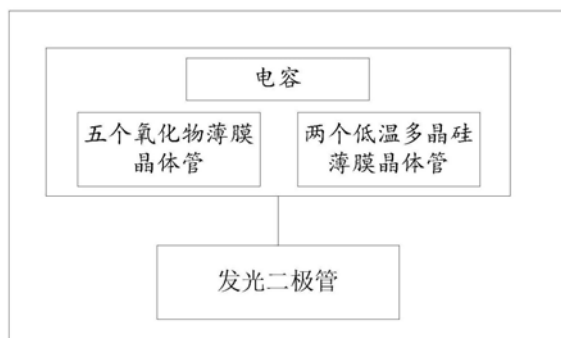 电容
五个氧化物薄膜
晶体管
两个低温多晶硅
薄膜晶体管
发光二极管